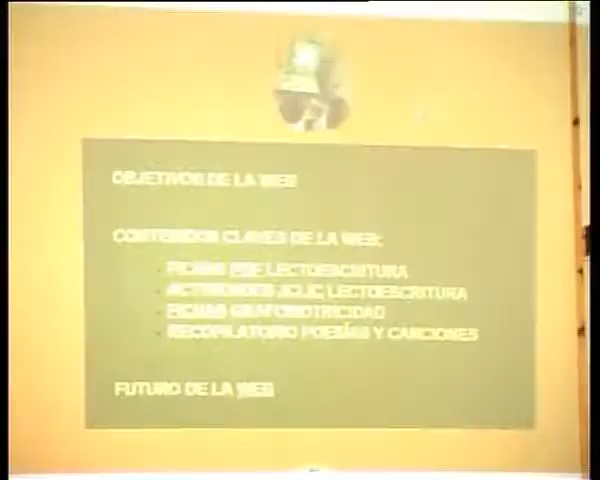 OBJETIVOS DE LA WEB
CONTENIDOS CLAVES DE LA WEB:
FICHAS PDF LECTOESCRITURA
ACTIVIDADES JCLIC LECTOESCRITURA
FICHAS GRAFOMOTRICIDAD
RECOPILATORIO POESÍAS Y CANCIONES
FUTURO DE LA WEB